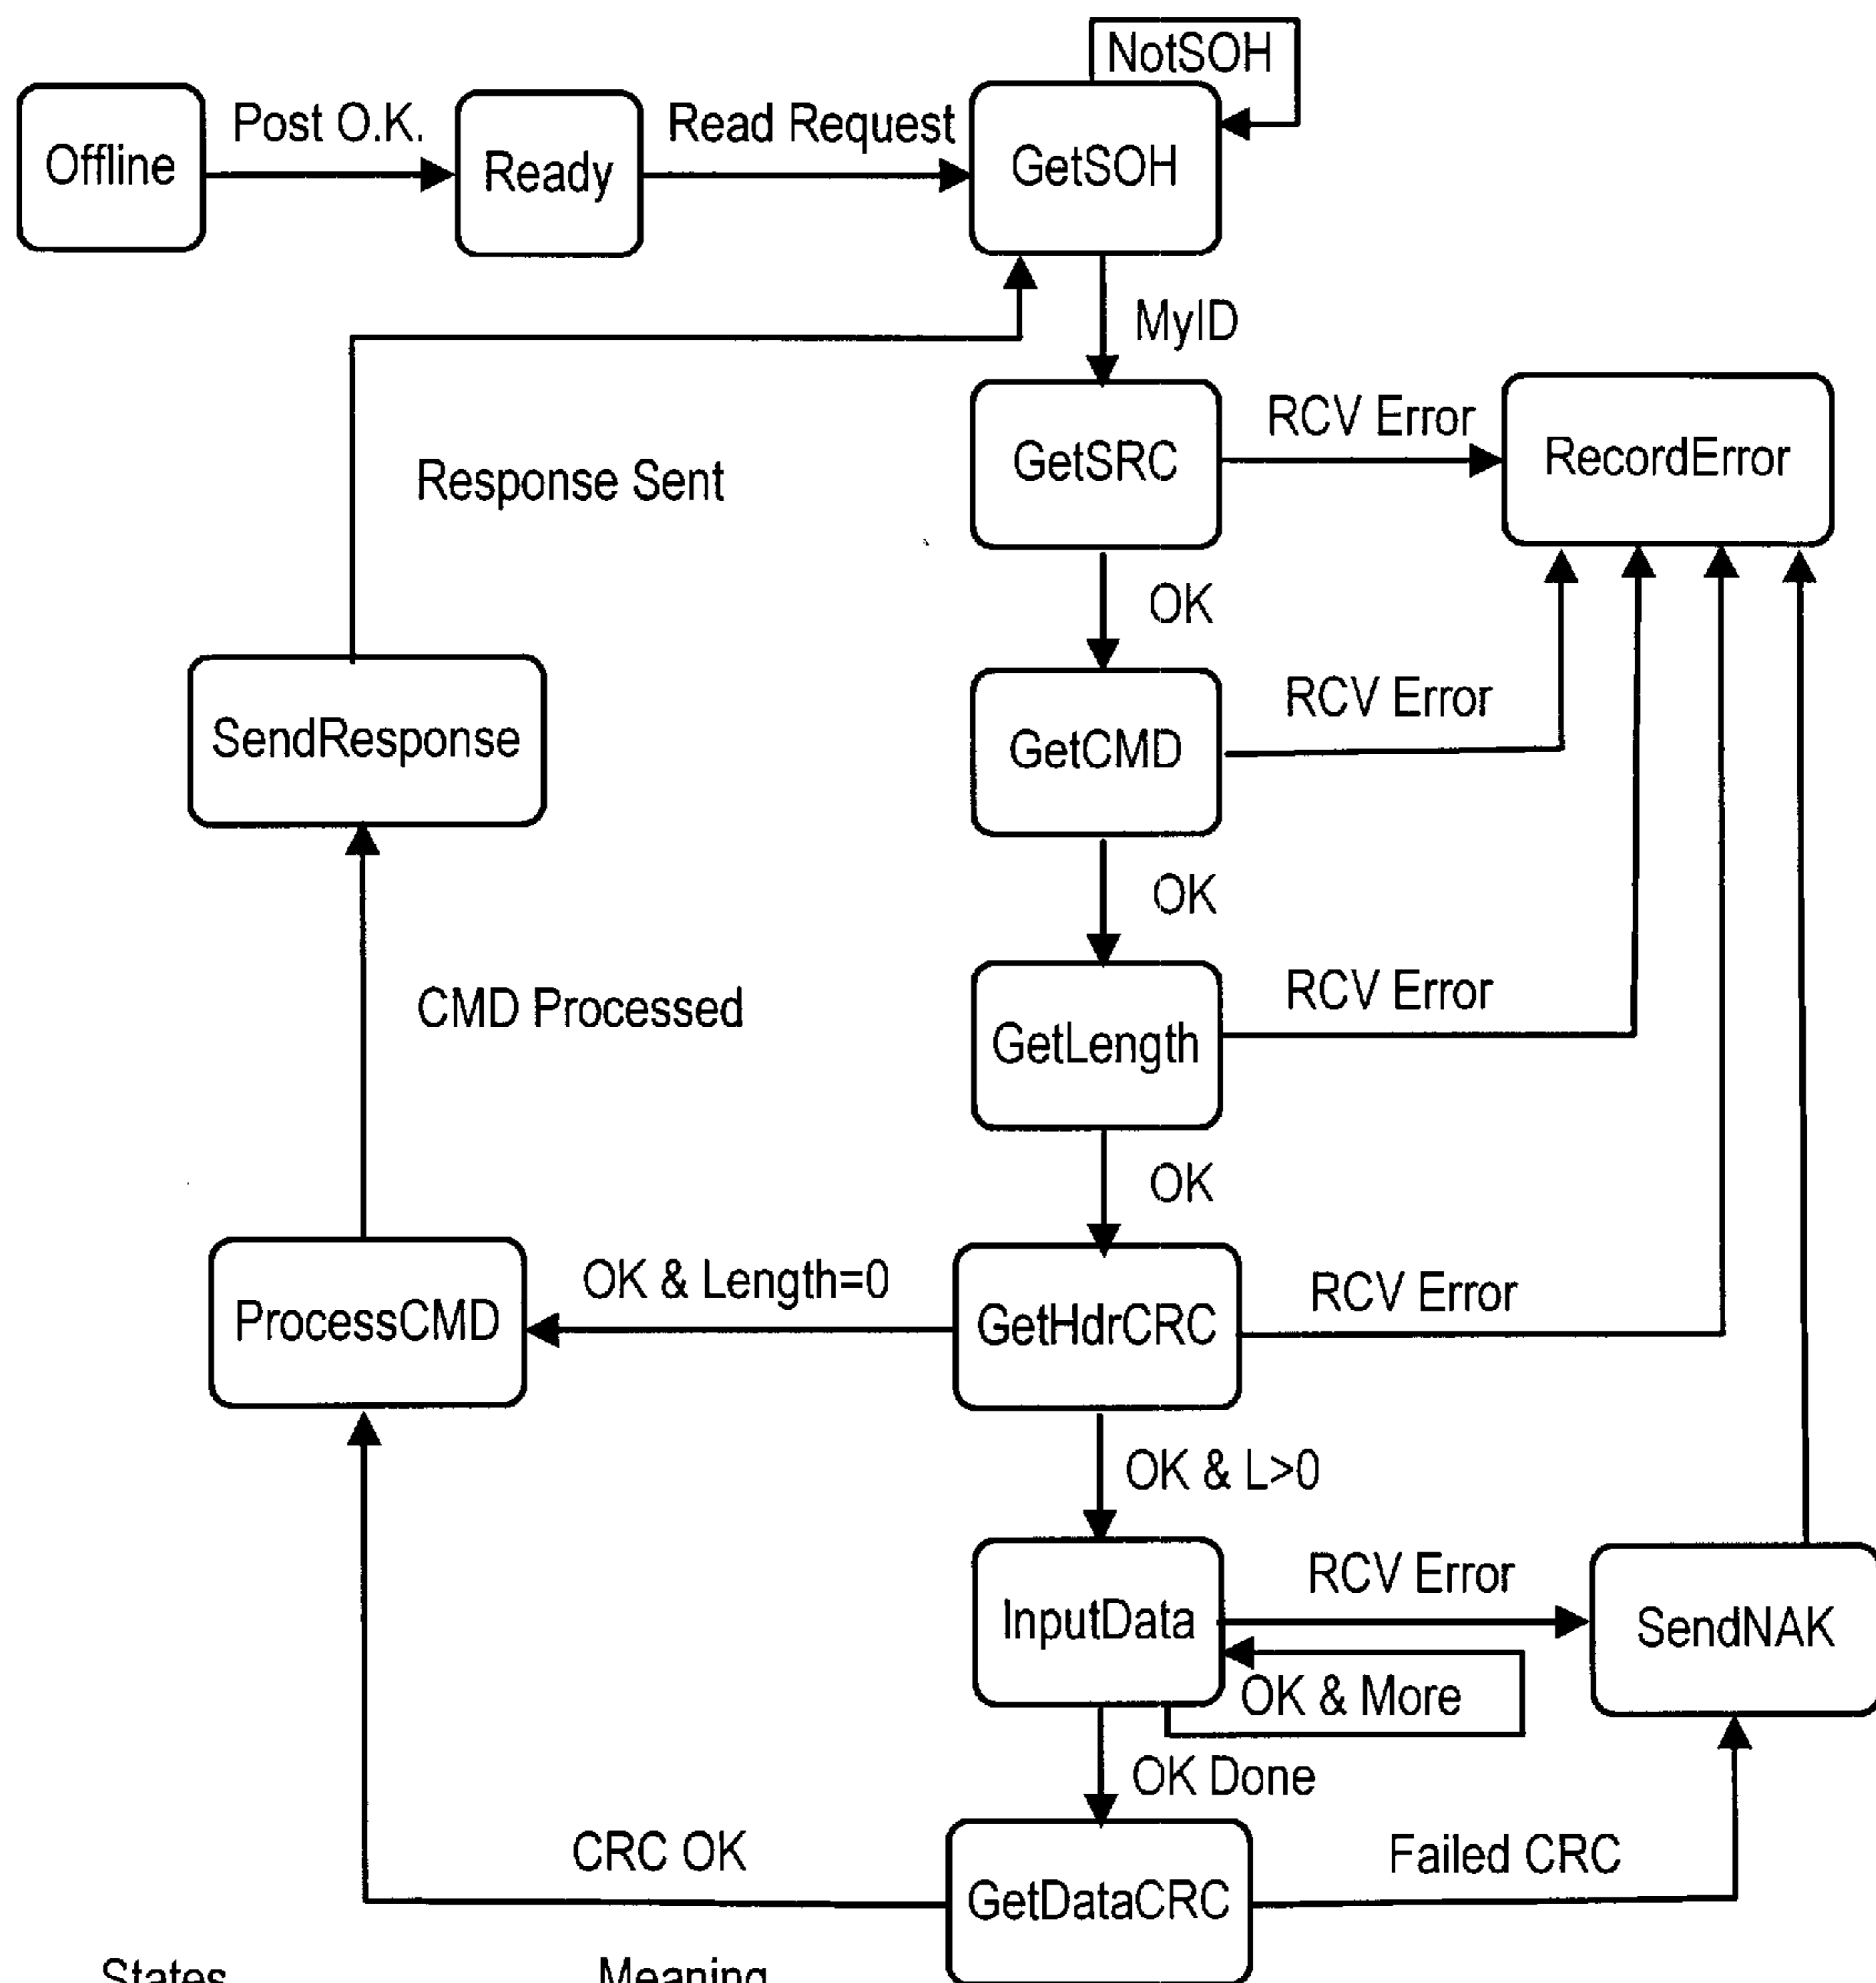 NotSOH
Offline
Post O.K.
Ready
Read Request
GetSOH
MyID
GetSRC
RCV Error
RecordError
Response Sent
OK
SendResponse
GetCMD
RCV Error
OK
CMD Processed
GetLength
RCV Error
OK
ProcessCMD
OK & Length=0
GetHdrCRC
RCV Error
OK & L>0
InputData
RCV Error
SendNAK
OK & More
OK Done
CRC OK
GetDataCRC
Failed CRC
States
Meaning